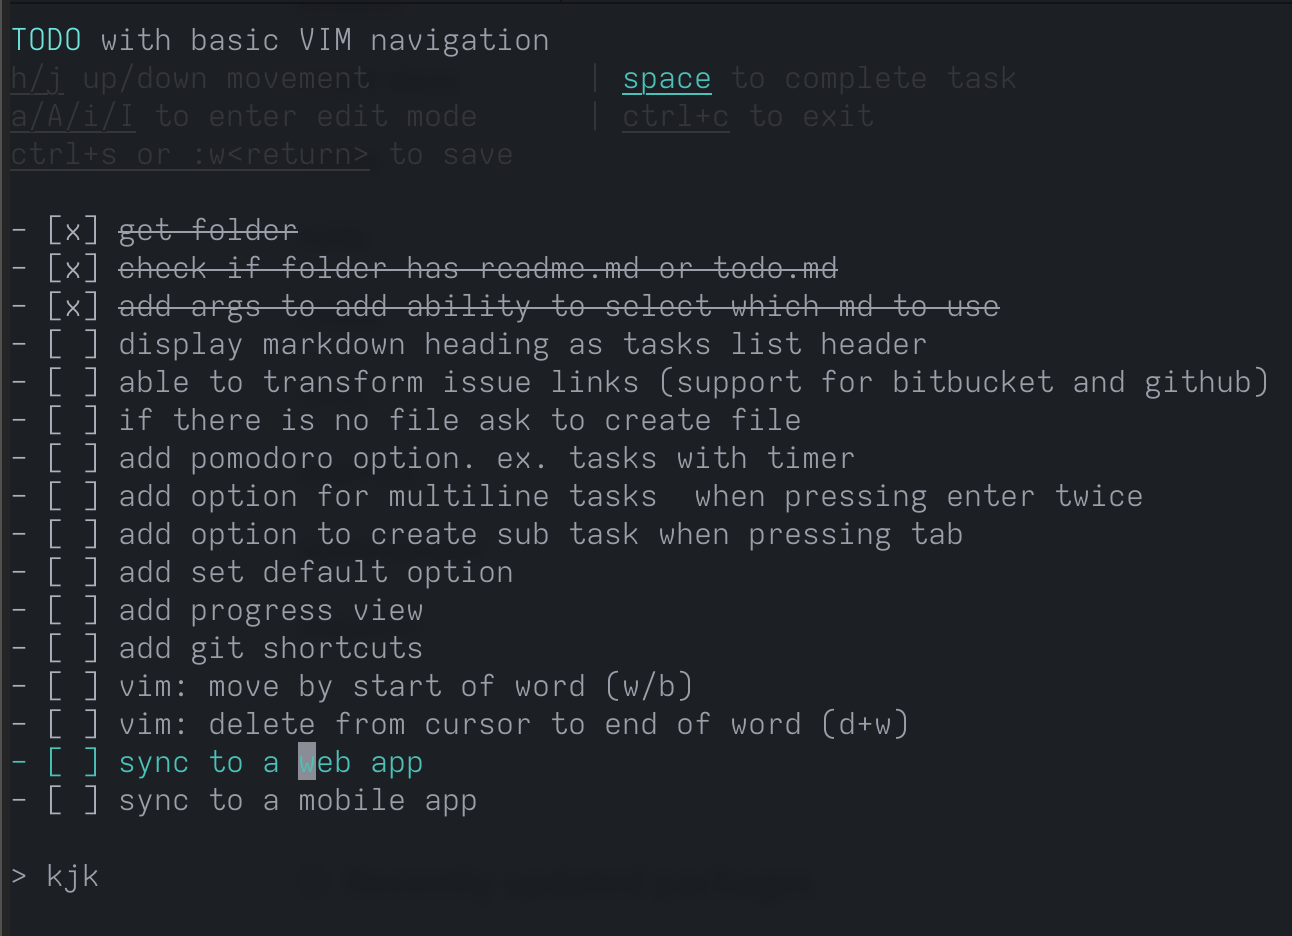 TODO with basic VIM navigation
h/j up/down movement | space to complete task
a/A/i/I to enter edit mode | ctrl+c to exit
ctrl+s or :w<return> to save
- [x] get folder
- [x] check if folder has readme.md or todo.md
- [x] add args to add ability to select which md to use
- [ ] display markdown heading as tasks list header
- [ ] able to transform issue links (support for bitbucket and github)
- [ ] if there is no file ask to create file
- [ ] add pomodoro option. ex. tasks with timer
- [ ] add option for multiline tasks  when pressing enter twice
- [ ] add option to create sub task when pressing tab
- [ ] add set default option
- [ ] add progress view
- [ ] add git shortcuts
- [ ] vim: move by start of word (w/b)
- [ ] vim: delete from cursor to end of word (d+w)
- [ ] sync to a web app
- [ ] sync to a mobile app
> kjk